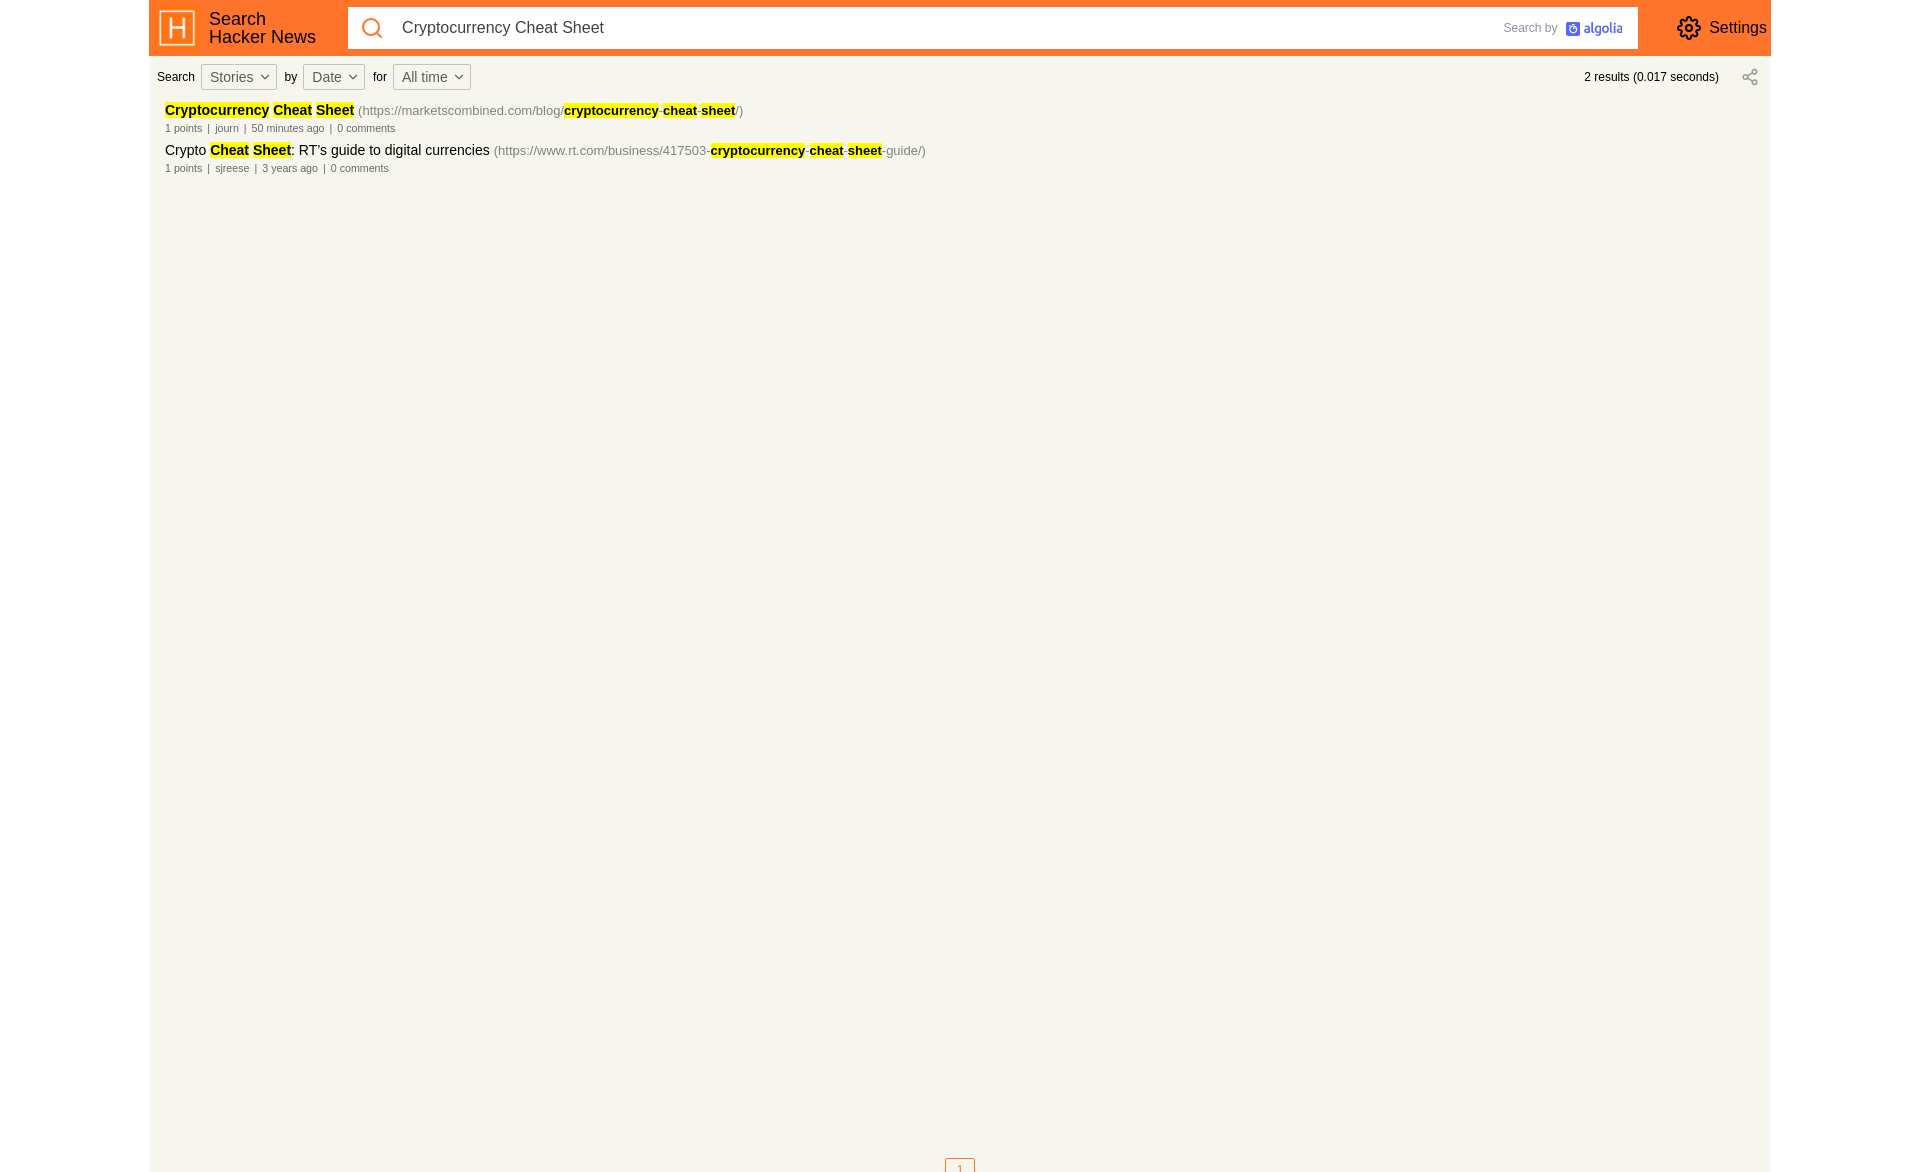 Search
Hacker News
Cryptocurrency Cheat Sheet
Search by algolia
Settings
Search Stories by Date for All time
2 results (0.017 seconds)
Cryptocurrency Cheat Sheet (https://marketscombined.com/blog/cryptocurrency-cheat-sheet/)
1 points | journ | 50 minutes ago | 0 comments
Crypto Cheat Sheet: RT’s guide to digital currencies (https://www.rt.com/business/417503-cryptocurrency-cheat-sheet-guide/)
1 points | sjreese | 3 years ago | 0 comments
1